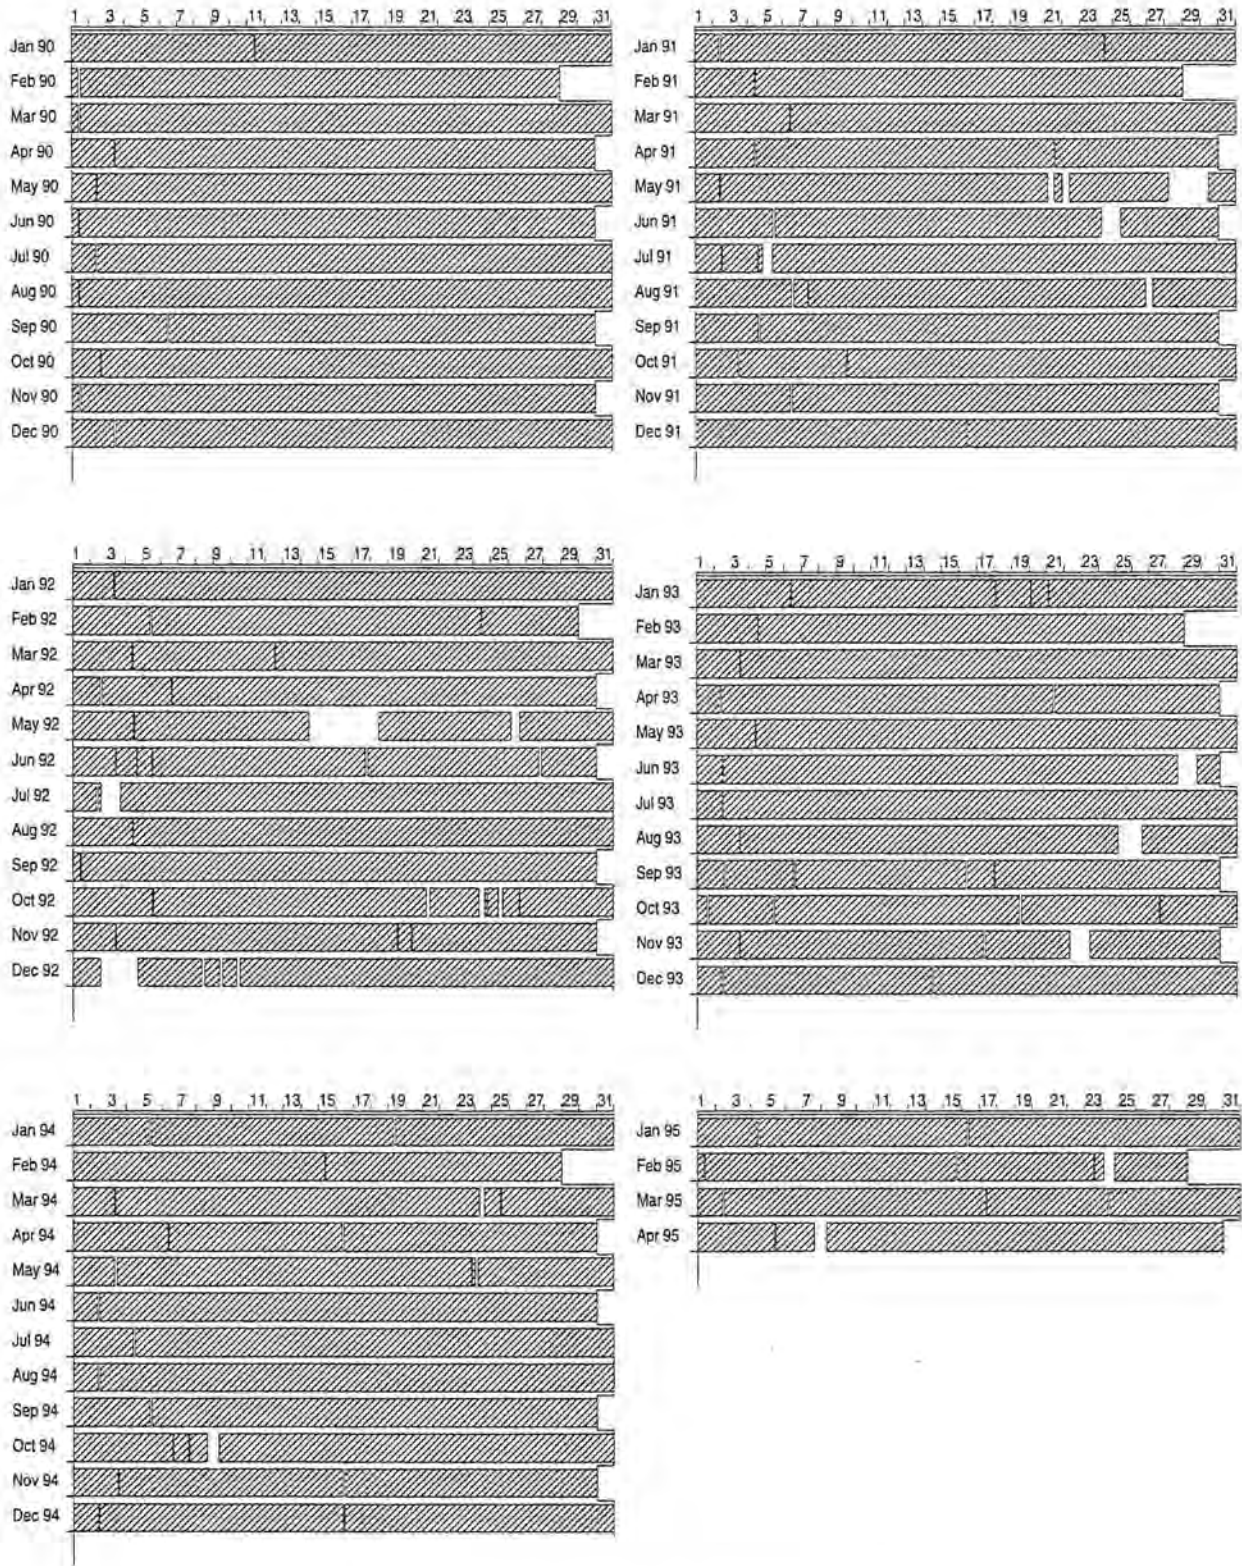 1 3 5 7 9 11 13 15 17 19 21 23 25 27 29 31
Jan 90
Feb 90
Mar 90
Apr 90
May 90
Jun 90
Jul 90
Aug 90
Sep 90
Oct 90
Nov 90
Dec 90
1 3 5 7 9 11 13 15 17 19 21 23 25 27 29 31
Jan 91
Feb 91
Mar 91
Apr 91
May 91
Jun 91
Jul 91
Aug 91
Sep 91
Oct 91
Nov 91
Dec 91
1 3 5 7 9 11 13 15 17 19 21 23 25 27 29 31
Jan 92
Feb 92
Mar 92
Apr 92
May 92
Jun 92
Jul 92
Aug 92
Sep 92
Oct 92
Nov 92
Dec 92
1 3 5 7 9 11 13 15 17 19 21 23 25 27 29 31
Jan 93
Feb 93
Mar 93
Apr 93
May 93
Jun 93
Jul 93
Aug 93
Sep 93
Oct 93
Nov 93
Dec 93
1 3 5 7 9 11 13 15 17 19 21 23 25 27 29 31
Jan 94
Feb 94
Mar 94
Apr 94
May 94
Jun 94
Jul 94
Aug 94
Sep 94
Oct 94
Nov 94
Dec 94
1 3 5 7 9 11 13 15 17 19 21 23 25 27 29 31
Jan 95
Feb 95
Mar 95
Apr 95